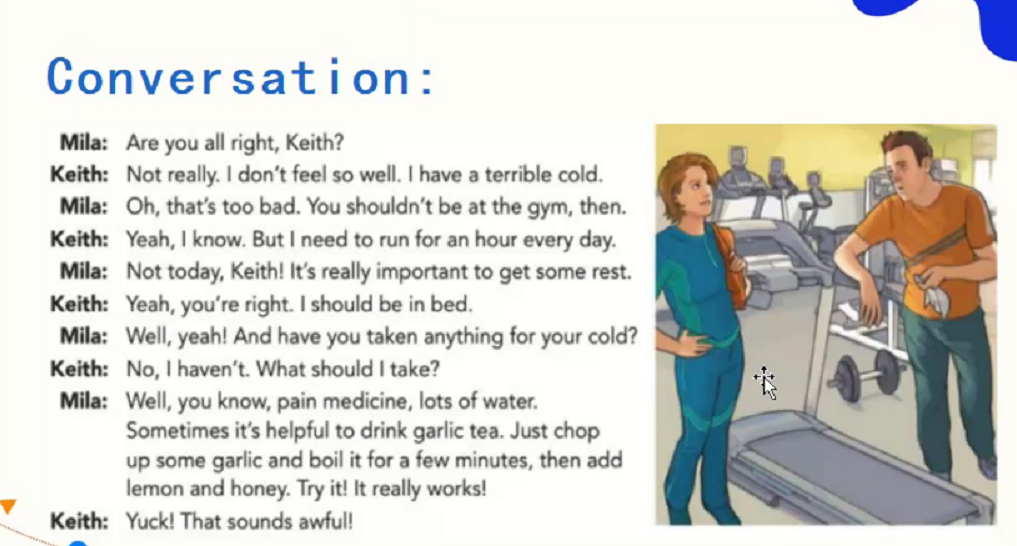 Conversation:
Mila: Are you all right, Keith?
Keith: Not really. I don't feel so well. I have a terrible cold.
Mila: Oh, that's too bad. You shouldn't be at the gym, then.
Keith: Yeah, I know. But I need to run for an hour every day.
Mila: Not today, Keith! It's really important to get some rest.
Keith: Yeah, you're right. I should be in bed.
Mila: Well, yeah! And have you taken anything for your cold?
Keith: No, I haven't. What should I take?
Mila: Well, you know, pain medicine, lots of water.
Sometimes it's helpful to drink garlic tea. Just chop
up some garlic and boil it for a few minutes, then add
lemon and honey. Try it! It really works!
Keith: Yuck! That sounds awful!